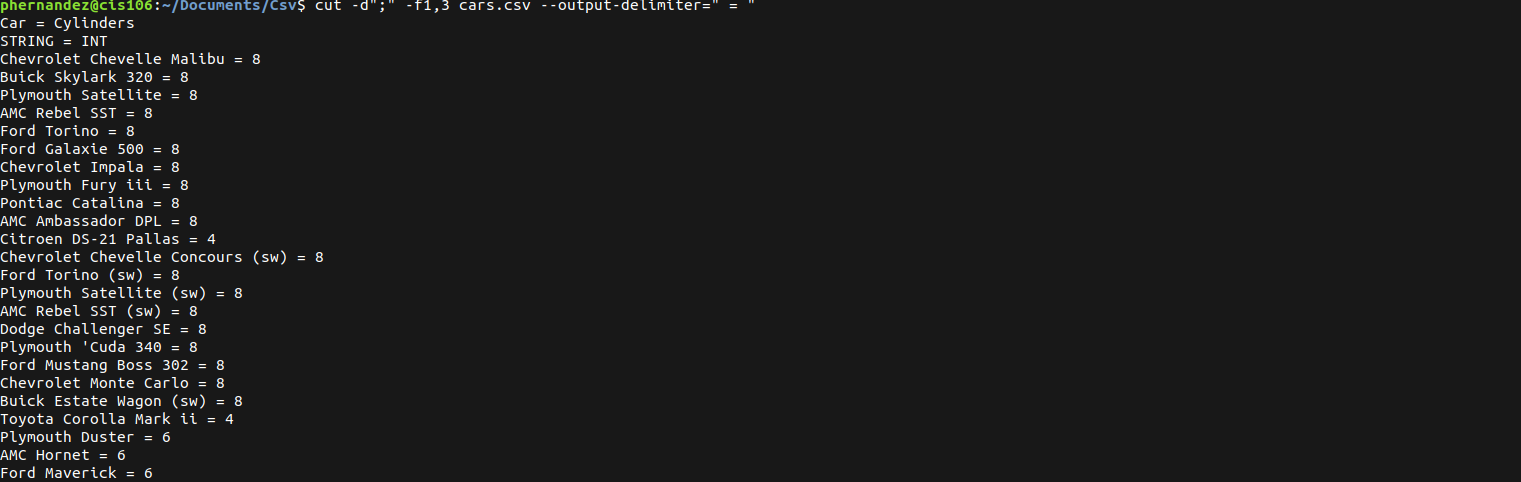 phernandez@cis106:~/Documents/Csv$ cut -d";" -f1,3 cars.csv --output-delimiter=" = "
Car = Cylinders
STRING = INT
Chevrolet Chevelle Malibu = 8
Buick Skylark 320 = 8
Plymouth Satellite = 8
AMC Rebel SST = 8
Ford Torino = 8
Ford Galaxie 500 = 8
Chevrolet Impala = 8
Plymouth Fury iii = 8
Pontiac Catalina = 8
AMC Ambassador DPL = 8
Citroen DS-21 Pallas = 4
Chevrolet Chevelle Concours (sw) = 8
Ford Torino (sw) = 8
Plymouth Satellite (sw) = 8
AMC Rebel SST (sw) = 8
Dodge Challenger SE = 8
Plymouth 'Cuda 340 = 8
Ford Mustang Boss 302 = 8
Chevrolet Monte Carlo = 8
Buick Estate Wagon (sw) = 8
Toyota Corolla Mark ii = 4
Plymouth Duster = 6
AMC Hornet = 6
Ford Maverick = 6